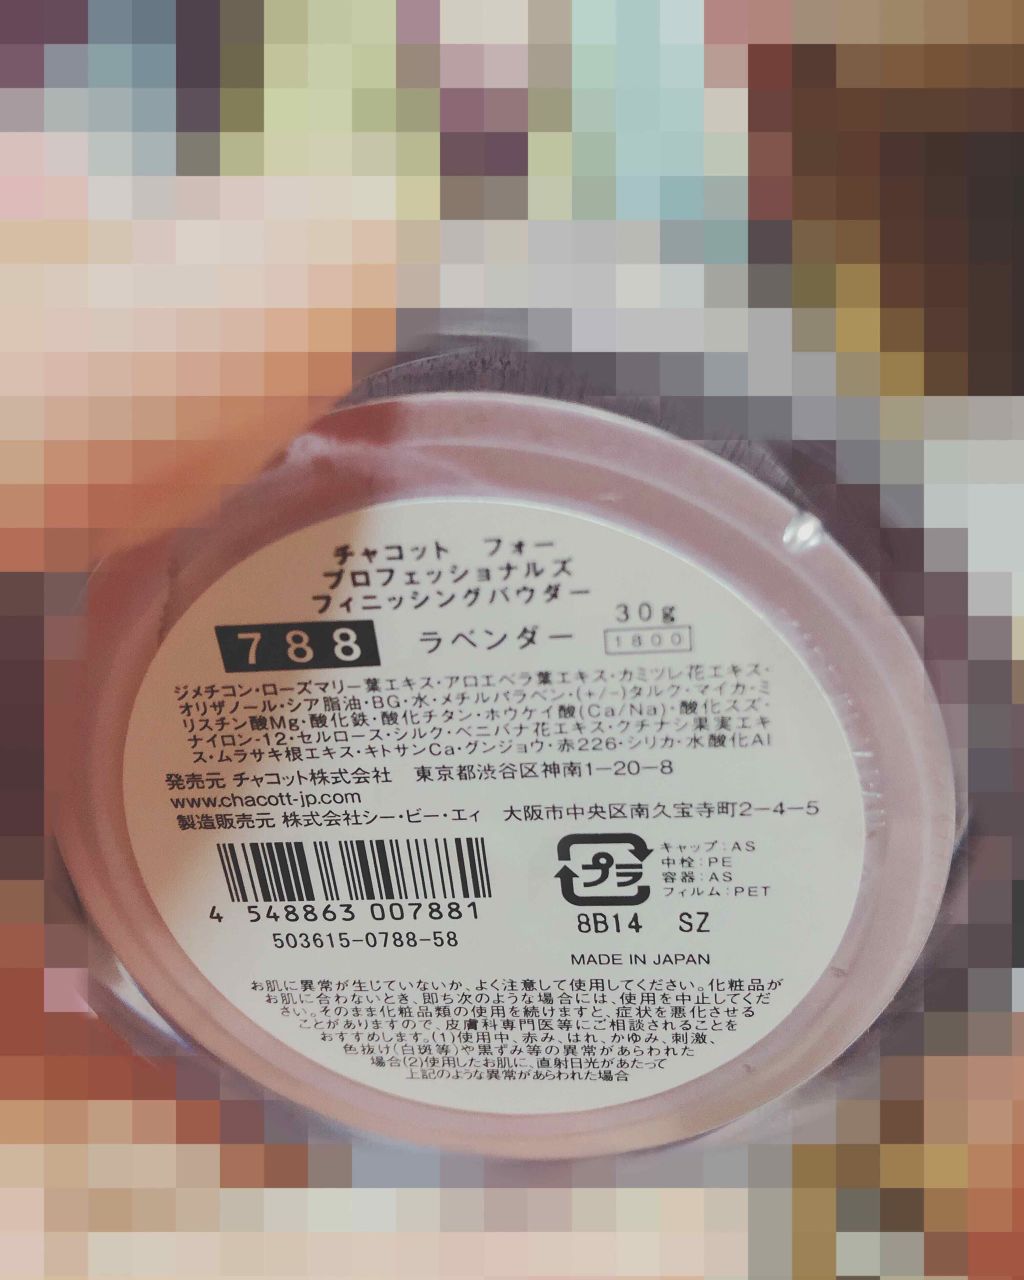 チャコット フォー
プロフェッショナルズ
フィニッシングパウダー
788 ラベンダー 30g 1800
ジメチコン・ローズマリー葉エキス・アロエベラ葉エキス・カミツレ花エキス・
オリザノール・シア脂油・BG・水・メチルパラベン・(+/−)タルク・マイカ・ミ
リスチン酸Mg・酸化鉄・酸化チタン・ホウケイ酸(Ca/Na)・酸化スズ・
ナイロン-12・セルロース・シルク・ベニバナ花エキス・クチナシ果実エキ
ス・ムラサキ根エキス・キトサンCa・グンジョウ・赤226・シリカ・水酸化Al
発売元 チャコット株式会社 東京都渋谷区神南1−20−8
www.chacott-jp.com
製造販売元 株式会社シー・ビー・エィ 大阪市中央区南久宝寺町2−4−5
プラ
キャップ:AS
中栓:PE
容器:AS
フィルム:PET
4 548863 007881
8B14 SZ
503615-0788-58
MADE IN JAPAN
お肌に異常が生じていないか、よく注意して使用してください。化粧品が
お肌に合わないとき、即ち次のような場合には、使用を中止してくだ
さい。そのまま化粧品類の使用を続けますと、症状を悪化させる
ことがありますので、皮膚科専門医等にご相談されることを
おすすめします。(1)使用中、赤み、はれ、かゆみ、刺激、
色抜け(白斑等)や黒ずみ等の異常があらわれた
場合(2)使用したお肌に、直射日光があたって
上記のような異常があらわれた場合